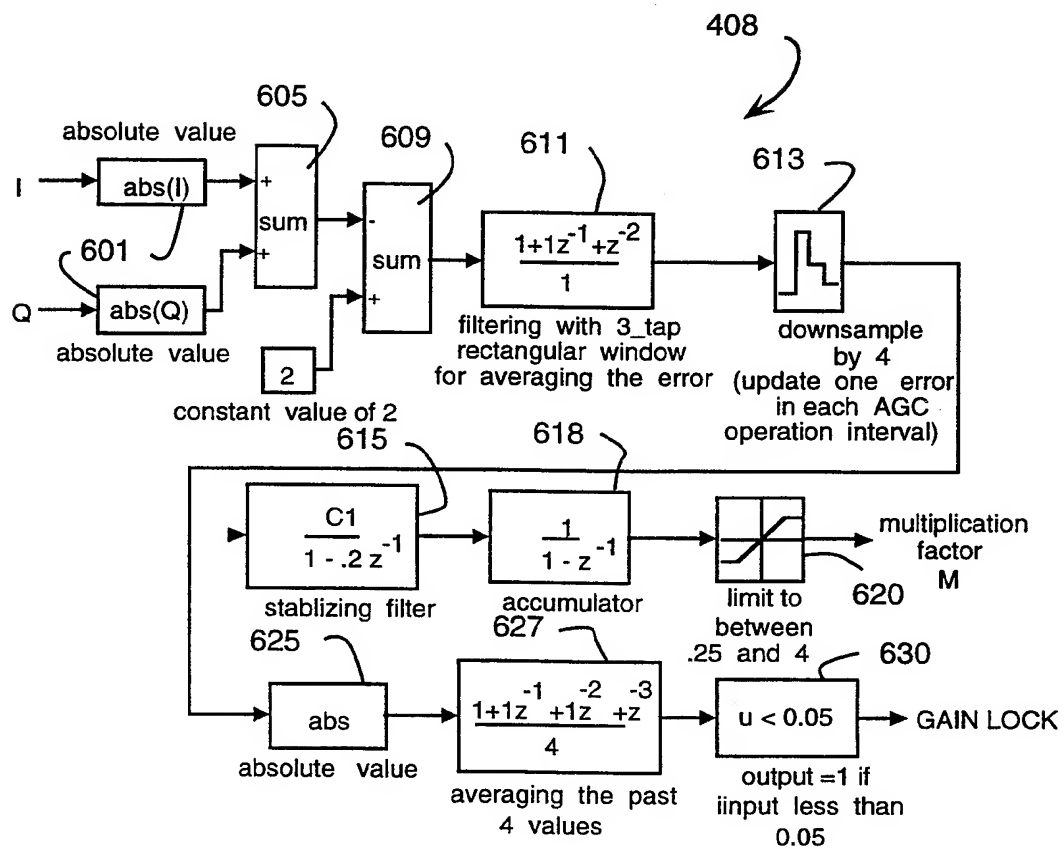 408
605
absolute value
609
611
613
I
abs(I)
+
sum
-
601
+
sum
1+1z^-1+z^-2
1
Q
abs(Q)
+
absolute value
filtering with 3_tap
rectangular window
for averaging the error
downsample
by 4
(update one error
in each AGC
operation interval)
2
constant value of 2
615
618
C1
1 - .2 z^-1
1
1 - z^-1
multiplication
factor
M
stablizing filter
accumulator
limit to
between
.25 and 4
620
625
627
630
abs
1+1z^-1+1z^-2+z^-3
4
u < 0.05
GAIN LOCK
absolute value
averaging the past
4 values
output =1 if
iinput less than
0.05